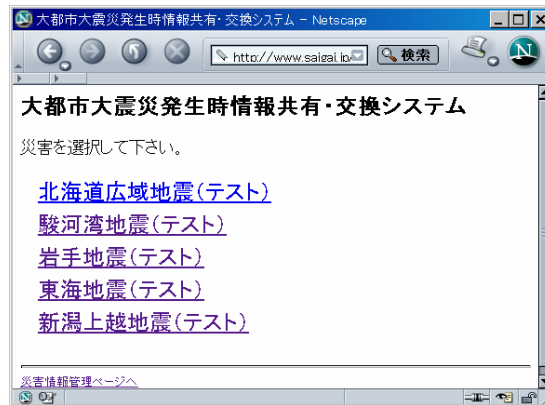 大都市大震災発生時情報共有・交換システム - Netscape
http://www.saigai.in
検索
大都市大震災発生時情報共有・交換システム
災害を選択して下さい。
北海道広域地震(テスト)
駿河湾地震(テスト)
岩手地震(テスト)
東海地震(テスト)
新潟上越地震(テスト)
災害情報管理ページへ